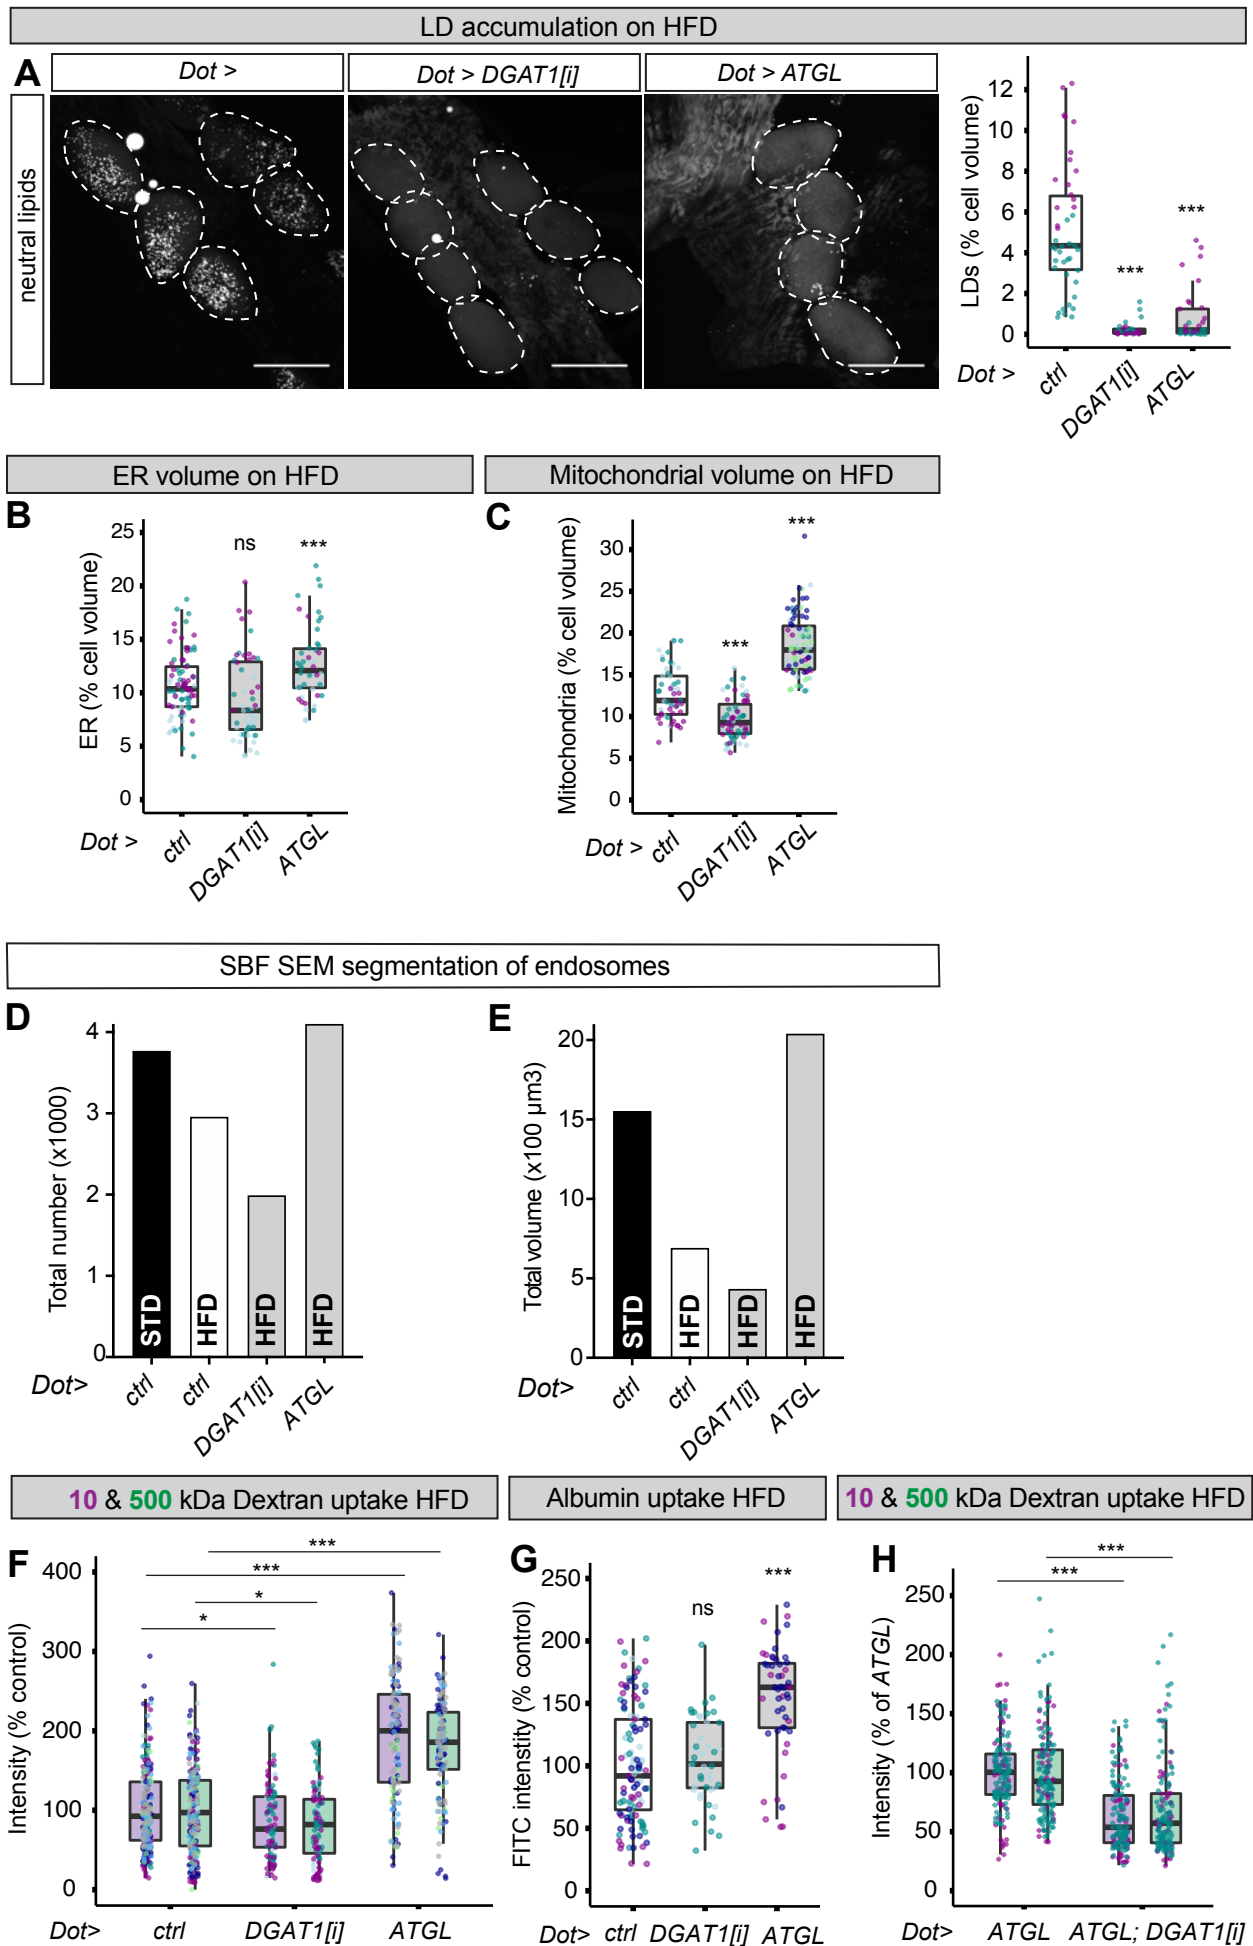 LD accumulation on HFD
A
Dot >
Dot > DGAT1[i]
Dot > ATGL
neutral lipids
LDs (% cell volume)
12
10
8
6
4
2
0
***
***
Dot >
ctrl
DGAT1[i]
ATGL
ER volume on HFD
Mitochondrial volume on HFD
B
ER (% cell volume)
25
20
15
10
5
0
ns
***
Dot >
ctrl
DGAT1[i]
ATGL
C
Mitochondria (% cell volume)
30
25
20
15
10
5
0
***
***
Dot >
ctrl
DGAT1[i]
ATGL
SBF SEM segmentation of endosomes
D
Total number (x1000)
4
3
2
1
0
STD
HFD
HFD
HFD
Dot>
ctrl
ctrl
DGAT1[i]
ATGL
E
Total volume (x100 µm3)
20
15
10
5
0
STD
HFD
HFD
HFD
Dot>
ctrl
ctrl
DGAT1[i]
ATGL
10 & 500 kDa Dextran uptake HFD
Albumin uptake HFD
10 & 500 kDa Dextran uptake HFD
F
Intensity (% control)
400
300
200
100
0
***
***
*
*
Dot>
ctrl
DGAT1[i]
ATGL
G
FITC intenstity (% control)
250
200
150
100
50
0
ns
***
Dot>
ctrl
DGAT1[i]
ATGL
H
Intensity (% of ATGL)
250
200
150
100
50
0
***
***
Dot>
ATGL
ATGL; DGAT1[i]